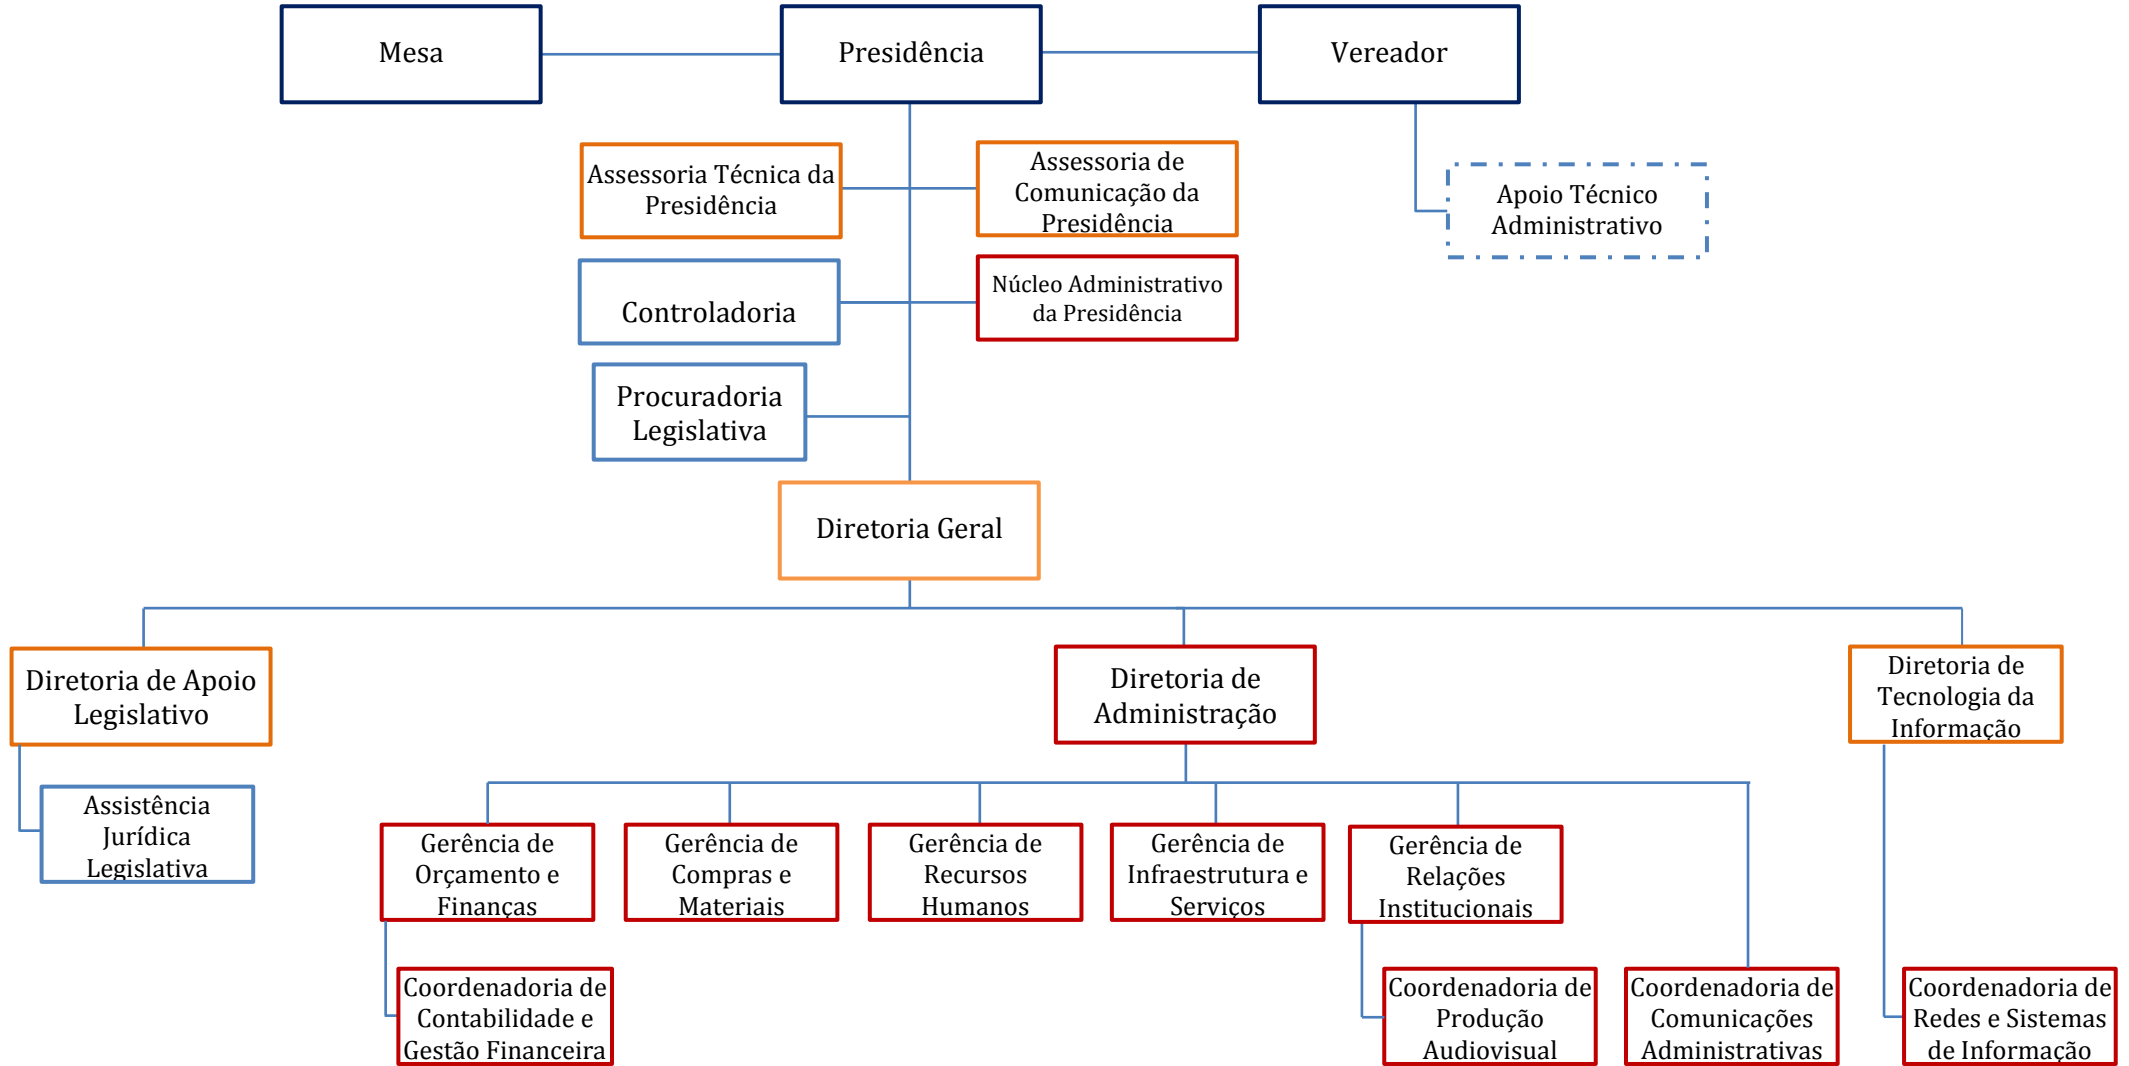 Mesa
Presidência
Vereador
Assessoria Técnica da
Presidência
Assessoria de
Comunicação da
Presidência
Apoio Técnico
Administrativo
Controladoria
Núcleo Administrativo
da Presidência
Procuradoria
Legislativa
Diretoria Geral
Diretoria de Apoio
Legislativo
Diretoria de
Administração
Diretoria de
Tecnologia da
Informação
Assistência
Jurídica
Legislativa
Gerência de
Orçamento e
Finanças
Gerência de
Compras e
Materiais
Gerência de
Recursos
Humanos
Gerência de
Infraestrutura e
Serviços
Gerência de
Relações
Institucionais
Coordenadoria de
Contabilidade e
Gestão Financeira
Coordenadoria de
Produção
Audiovisual
Coordenadoria de
Comunicações
Administrativas
Coordenadoria de
Redes e Sistemas
de Informação